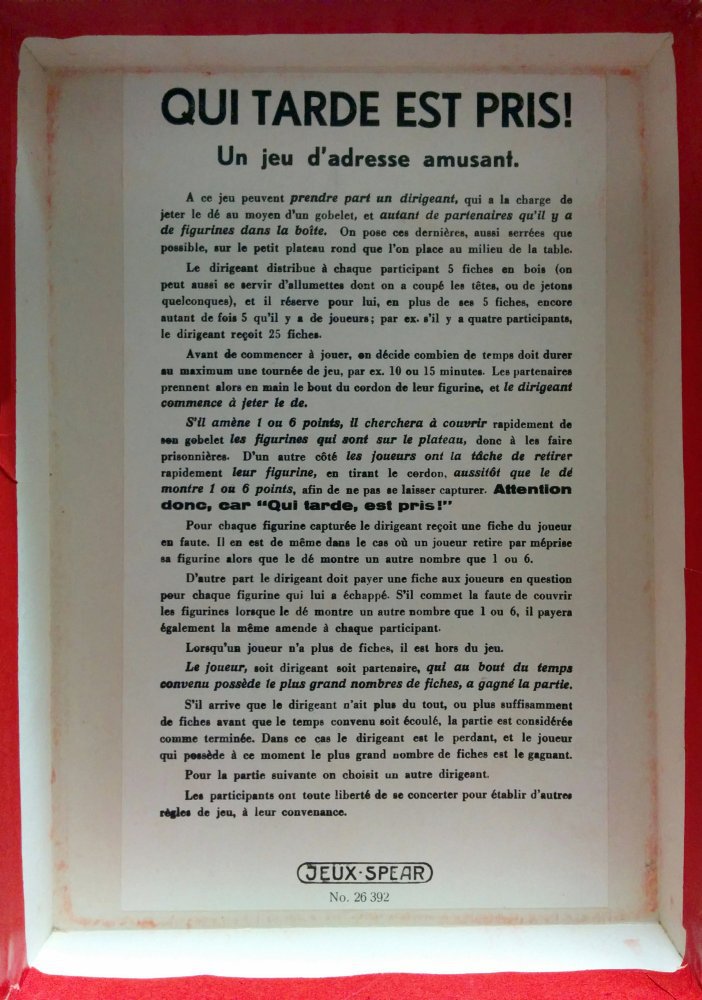 QUI TARDE EST PRIS!
Un jeu d'adresse amusant.
A ce jeu peuvent prendre part un dirigeant, qui a la charge de
jeter le dé au moyen d'un gobelet, et autant de partenaires qu'il y a
de figurines dans la boîte. On pose ces dernières, aussi serrées que
possible, sur le petit plateau rond que l'on place au milieu de la table.
Le dirigeant distribue à chaque participant 5 fiches en bois (on
peut aussi se servir d'allumettes dont on a coupé les têtes, ou de jetons
quelconques), et il réserve pour lui, en plus de ses 5 fiches, encore
autant de fois 5 qu'il y a de joueurs; par ex. s'il y a quatre participants,
le dirigeant reçoit 25 fiches.
Avant de commencer à jouer, on décide combien de temps doit durer
au maximum une tournée de jeu, par ex. 10 ou 15 minutes. Les partenaires
prennent alors en main le bout du cordon de leur figurine, et le dirigeant
commence à jeter le de.
S'il amène 1 ou 6 points, il cherchera à couvrir rapidement de
son gobelet les figurines qui sont sur le plateau, donc à les faire
prisonnières. D'un autre côté les joueurs ont la tâche de retirer
rapidement leur figurine, en tirant le cordon, aussitôt que le dé
montre 1 ou 6 points, afin de ne pas se laisser capturer. Attention
donc, car "Qui tarde, est pris!"
Pour chaque figurine capturée le dirigeant reçoit une fiche du joueur
en faute. Il en est de même dans le cas où un joueur retire par méprise
sa figurine alors que le dé montre un autre nombre que 1 ou 6.
D'autre part le dirigeant doit payer une fiche aux joueurs en question
pour chaque figurine qui lui a échappé. S'il commet la faute de couvrir
les figurines lorsque le dé montre un autre nombre que 1 ou 6, il payera
également la même amende à chaque participant.
Lorsqu'un joueur n'a plus de fiches, il est hors du jeu.
Le joueur, soit dirigeant soit partenaire, qui au bout du temps
convenu possède le plus grand nombres de fiches, a gagné la partie.
S'il arrive que le dirigeant n'ait plus du tout, ou plus suffisamment
de fiches avant que le temps convenu soit écoulé, la partie est considérée
comme terminée. Dans ce cas le dirigeant est le perdant, et le joueur
qui possède à ce moment le plus grand nombre de fiches est le gagnant.
Pour la partie suivante on choisit un autre dirigeant.
Les participants ont toute liberté de se concerter pour établir d'autres
règles de jeu, à leur convenance.
JEUX-SPEAR
No. 26 392